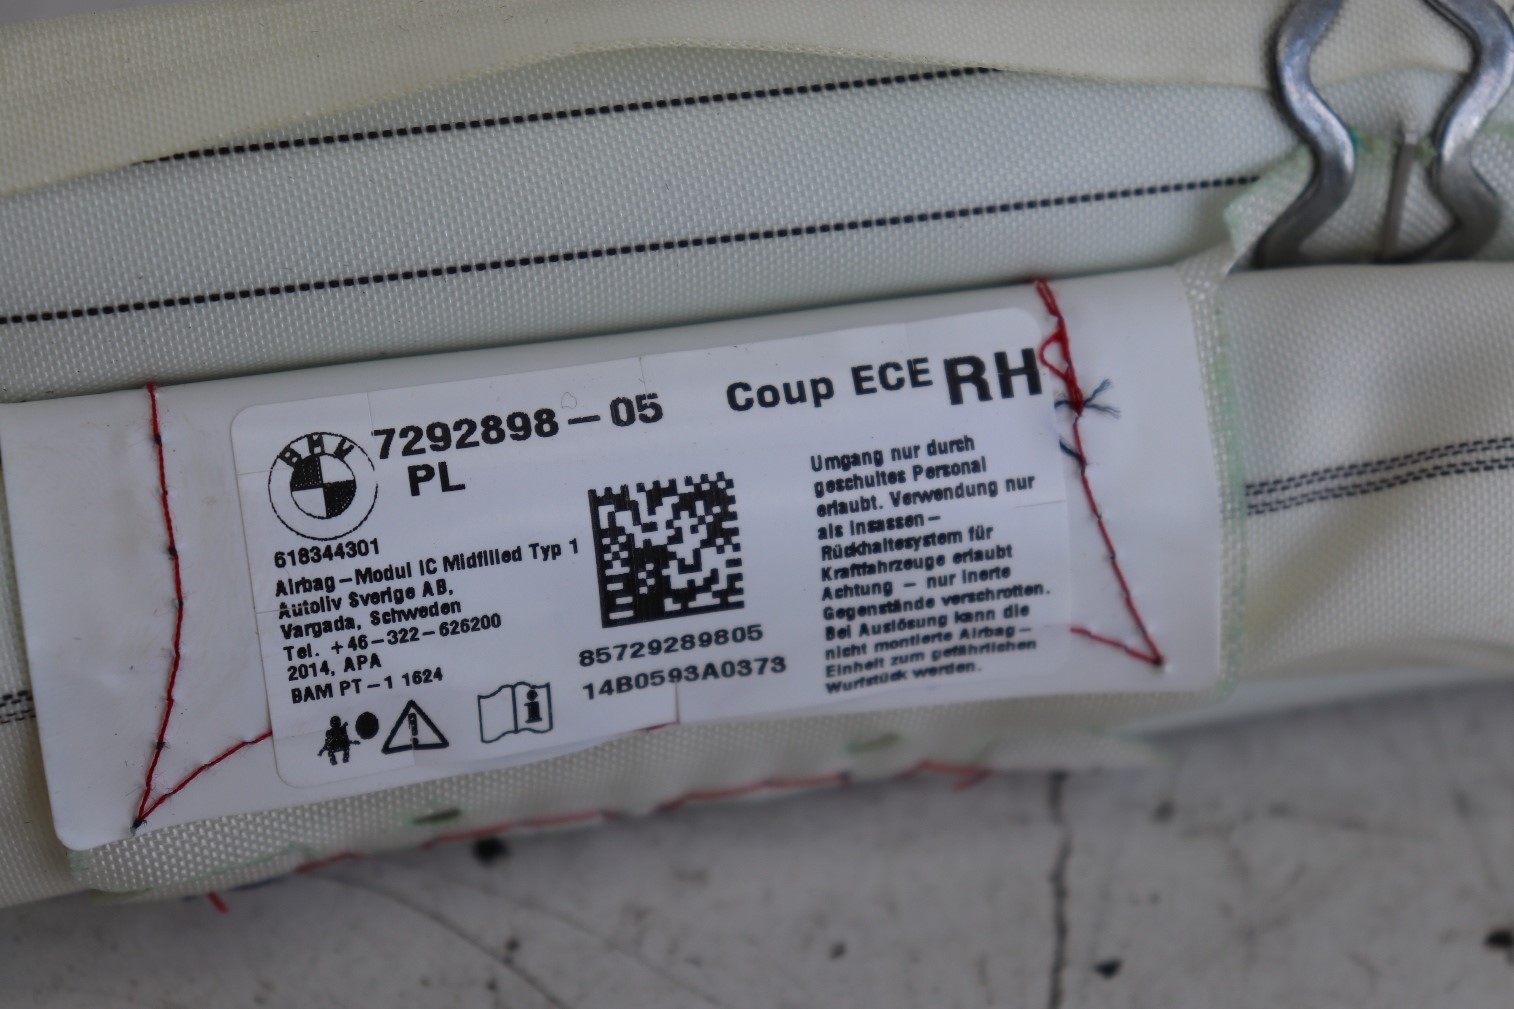 BMW
7292898-05
PL
Coup ECE RH
618344301
Airbag-Modul IC Midfilled Typ 1
Autoliv Sverige AB,
Vargada, Schweden
Tel. +46-322-626200
2014, APA
BAM PT-1 1624
85729289805
14B0593A0373
Umgang nur durch
geschultes Personal
erlaubt. Verwendung nur
als Insassen-
Rückhaltesystem für
Kraftfahrzeuge erlaubt
Achtung - nur inerte
Gegenstände verschrotten.
Bei Auslösung kann die
nicht montierte Airbag-
Einheit zum gefährlichen
Wurfstück werden.